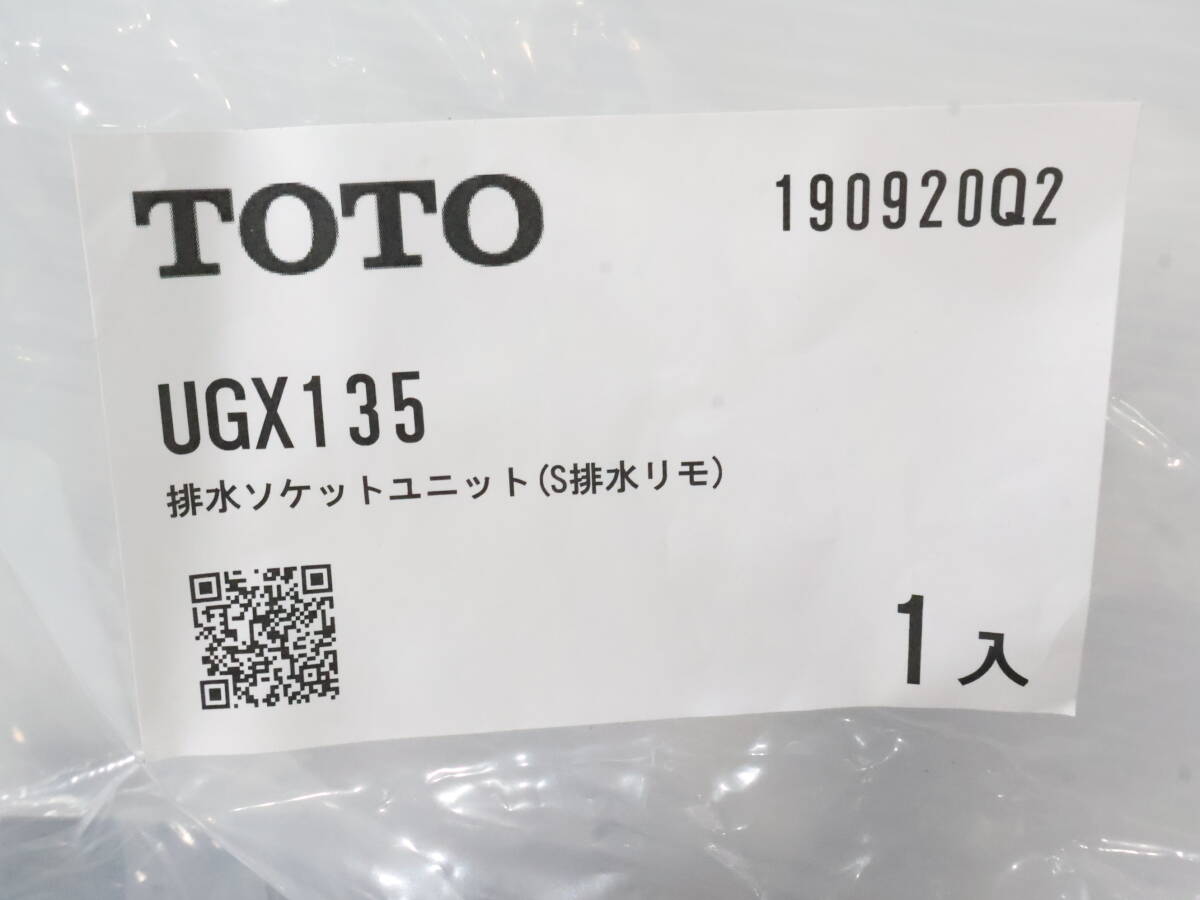 TOTO
190920Q2
UGX135
排水ソケットユニット(S排水リモ)
1入